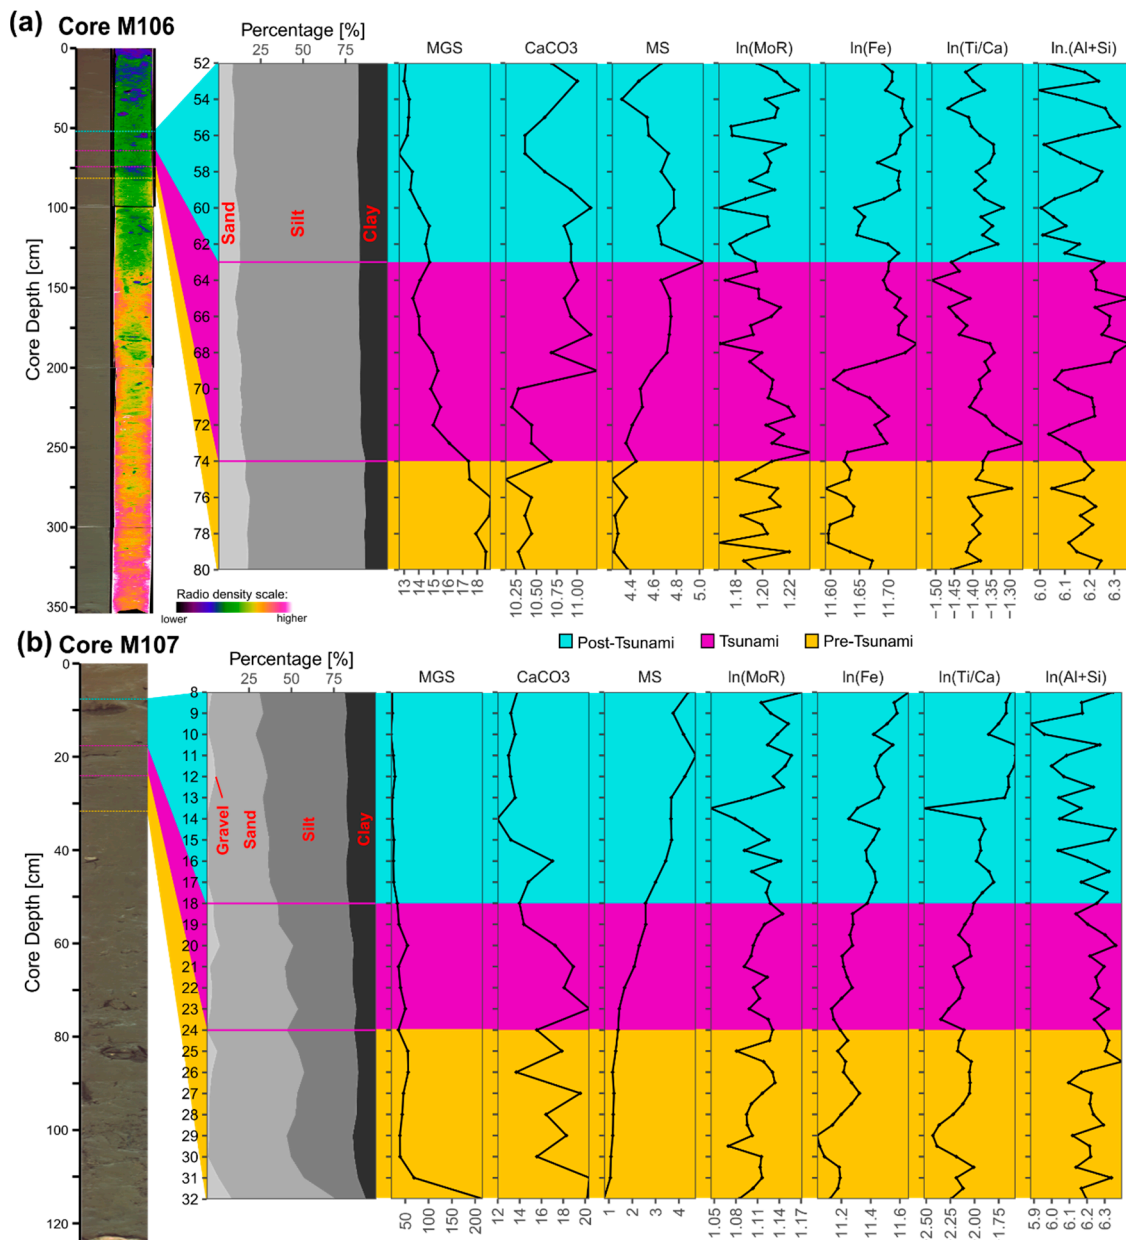 (a) Core M106
Percentage [%]
25 50 75
MGS CaCO3 MS ln(MoR) ln(Fe) ln(Ti/Ca) ln.(Al+Si)
Core Depth [cm]
0
50
100
150
200
250
300
350
52
54
56
58
60
62
64
66
68
70
72
74
76
78
80
Sand Silt Clay
13 14 15 16 17 18
10.25 10.50 10.75 11.00
4.4 4.6 4.8 5.0
1.18 1.20 1.22
11.60 11.65 11.70
−1.50 −1.45 −1.40 −1.35 −1.30
6.0 6.1 6.2 6.3
Radio density scale:
lower higher
Post-Tsunami Tsunami Pre-Tsunami
(b) Core M107
Percentage [%]
25 50 75
MGS CaCO3 MS ln(MoR) ln(Fe) ln(Ti/Ca) ln(Al+Si)
Core Depth [cm]
0
20
40
60
80
100
120
8
9
10
11
12
13
14
15
16
17
18
19
20
21
22
23
24
25
26
27
28
29
30
31
32
Gravel Sand Silt Clay
50 100 150 200
12 14 16 18 20
1 2 3 4
1.05 1.08 1.11 1.14 1.17
11.2 11.4 11.6
2.50 2.25 2.00 1.75
5.9 6.0 6.1 6.2 6.3